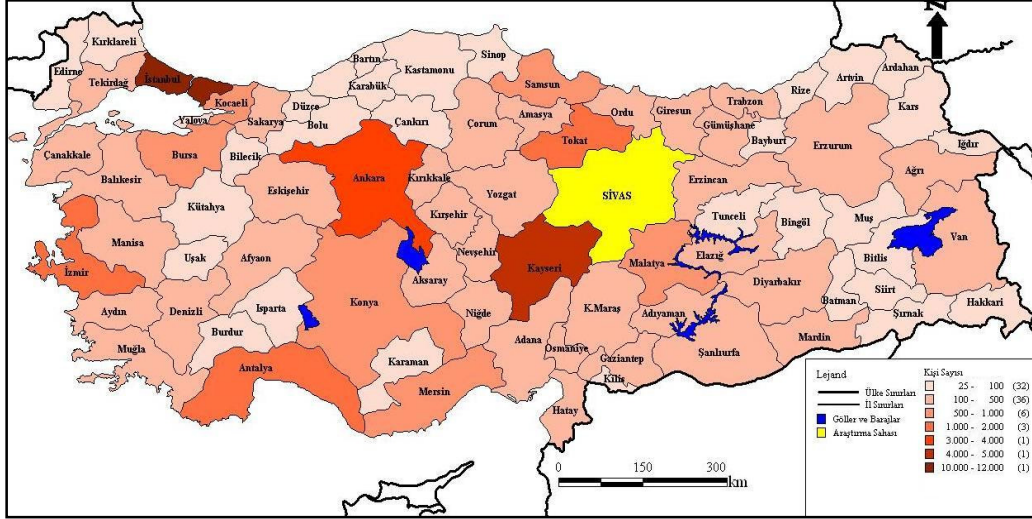 N
Kırklareli
Edirne
Tekirdağ
İstanbul
Kocaeli
Yalova
Sakarya
Düzce
Bolu
Bartın
Karabük
Kastamonu
Sinop
Çankırı
Samsun
Çorum
Amasya
Ordu
Tokat
Giresun
Trabzon
Gümüşhane
Bayburt
Rize
Artvin
Ardahan
Kars
Iğdır
Erzurum
Ağrı
Çanakkale
Balıkesir
Bursa
Bilecik
Eskişehir
Kütahya
Ankara
Kırıkkale
Kırşehir
Yozgat
SİVAS
Erzincan
Tunceli
Bingöl
Muş
Van
Bitlis
Manisa
İzmir
Uşak
Afyaon
Konya
Aksaray
Nevşehir
Kayseri
Malatya
Elazığ
Diyarbakır
Batman
Siirt
Şırnak
Hakkari
Aydın
Denizli
Isparta
Burdur
Muğla
Antalya
Karaman
Niğde
Mersin
Adana
K.Maraş
Osmaniye
Gaziantep
Kilis
Adıyaman
Şanlıurfa
Mardin
Hatay
0 150 300
km
Lejand
Ülke Sınırları
İl Sınırları
Göller ve Barajlar
Araştırma Sahası
Kişi Sayısı
25 - 100 (32)
100 - 500 (36)
500 - 1.000 (6)
1.000 - 2.000 (3)
3.000 - 4.000 (1)
4.000 - 5.000 (1)
10.000 - 12.000 (1)